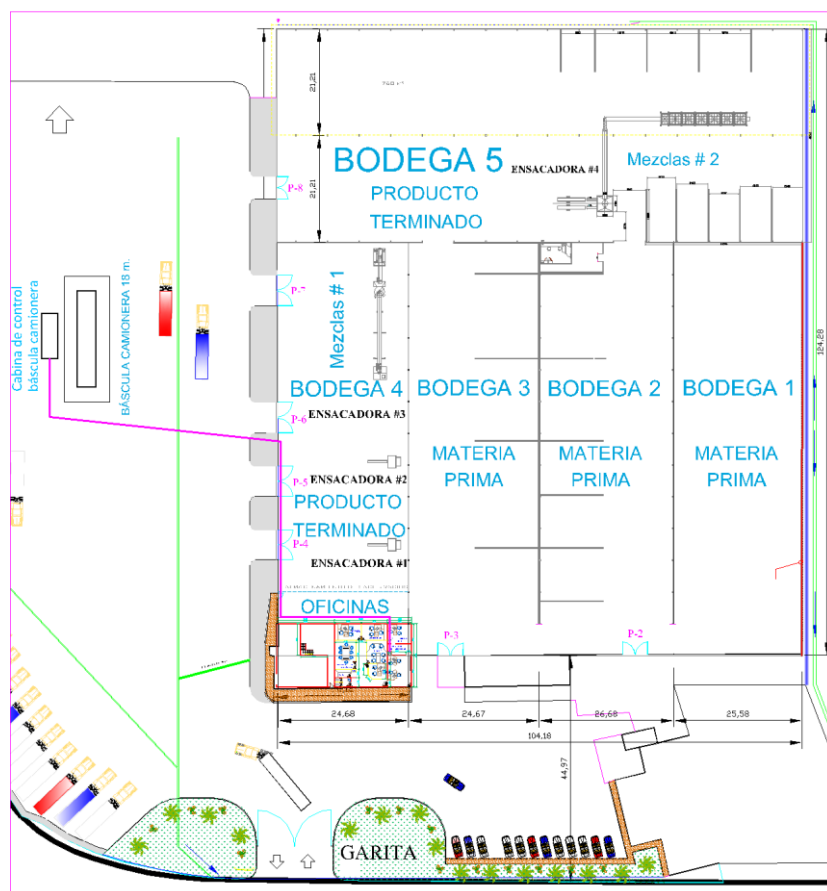 21,21
BODEGA 5
ENSACADORA #4
Mezclas # 2
PRODUCTO
TERMINADO
21,21
P-8
P-7
Cabina de control
báscula camionera
BÁSCULA CAMIONERA 18 m.
Mezclas # 1
124,28
BODEGA 4
BODEGA 3
BODEGA 2
BODEGA 1
P-6
ENSACADORA #3
MATERIA
PRIMA
MATERIA
PRIMA
MATERIA
PRIMA
P-5
ENSACADORA #2
PRODUCTO
TERMINADO
P-4
ENSACADORA #1
OFICINAS
P-3
P-2
24,68
24,67
26,68
25,58
104,18
44,97
GARITA